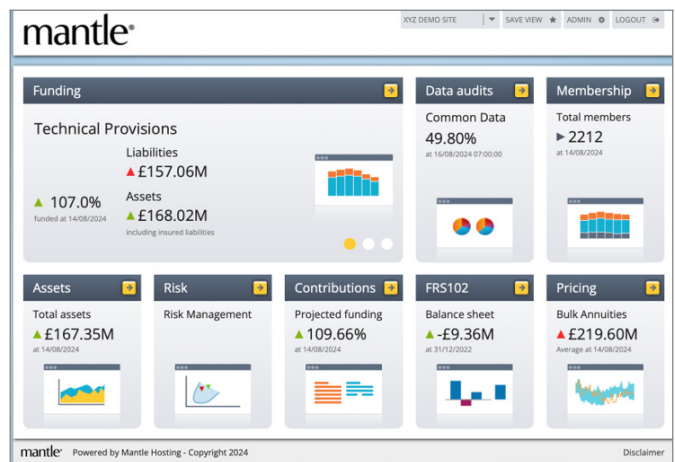 mantle®
XYZ DEMO SITE
SAVE VIEW
ADMIN
LOGOUT
Funding
Technical Provisions
Liabilities
£157.06M
107.0%
funded at 14/08/2024
Assets
£168.02M
including insured liabilities
Data audits
Common Data
49.80%
at 16/08/2024 07:00:00
Membership
Total members
2212
at 14/08/2024
Assets
Total assets
£167.35M
at 14/08/2024
Risk
Risk Management
Contributions
Projected funding
109.66%
at 14/08/2024
FRS102
Balance sheet
-£9.36M
at 31/12/2022
Pricing
Bulk Annuities
£219.60M
Average at 14/08/2024
mantle® Powered by Mantle Hosting - Copyright 2024
Disclaimer